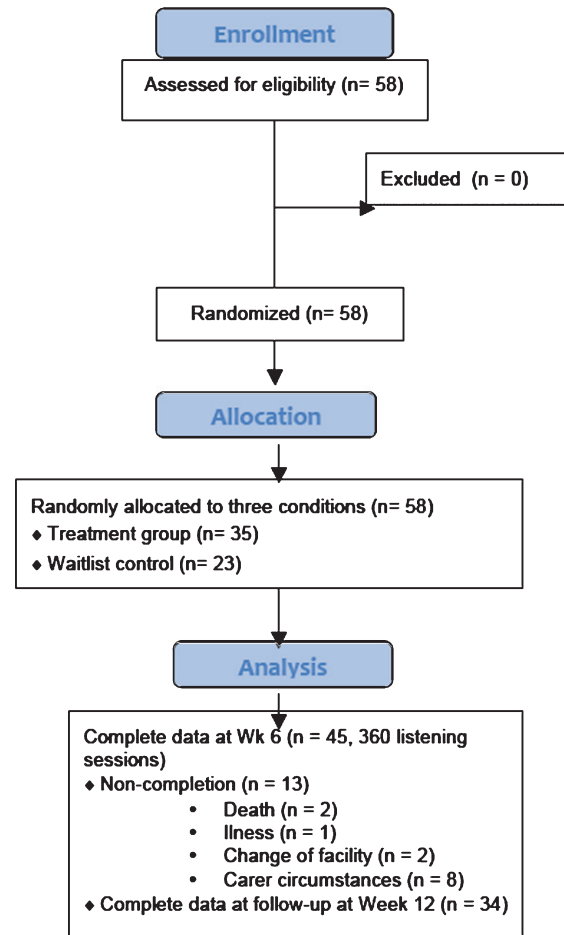 Enrollment
Assessed for eligibility (n= 58)
Excluded (n = 0)
Randomized (n= 58)
Allocation
Randomly allocated to three conditions (n= 58)
♦ Treatment group (n= 35)
♦ Waitlist control (n= 23)
Analysis
Complete data at Wk 6 (n = 45, 360 listening
sessions)
♦ Non-completion (n = 13)
• Death (n = 2)
• Ilness (n = 1)
• Change of facility (n = 2)
• Carer circumstances (n = 8)
♦ Complete data at follow-up at Week 12 (n = 34)